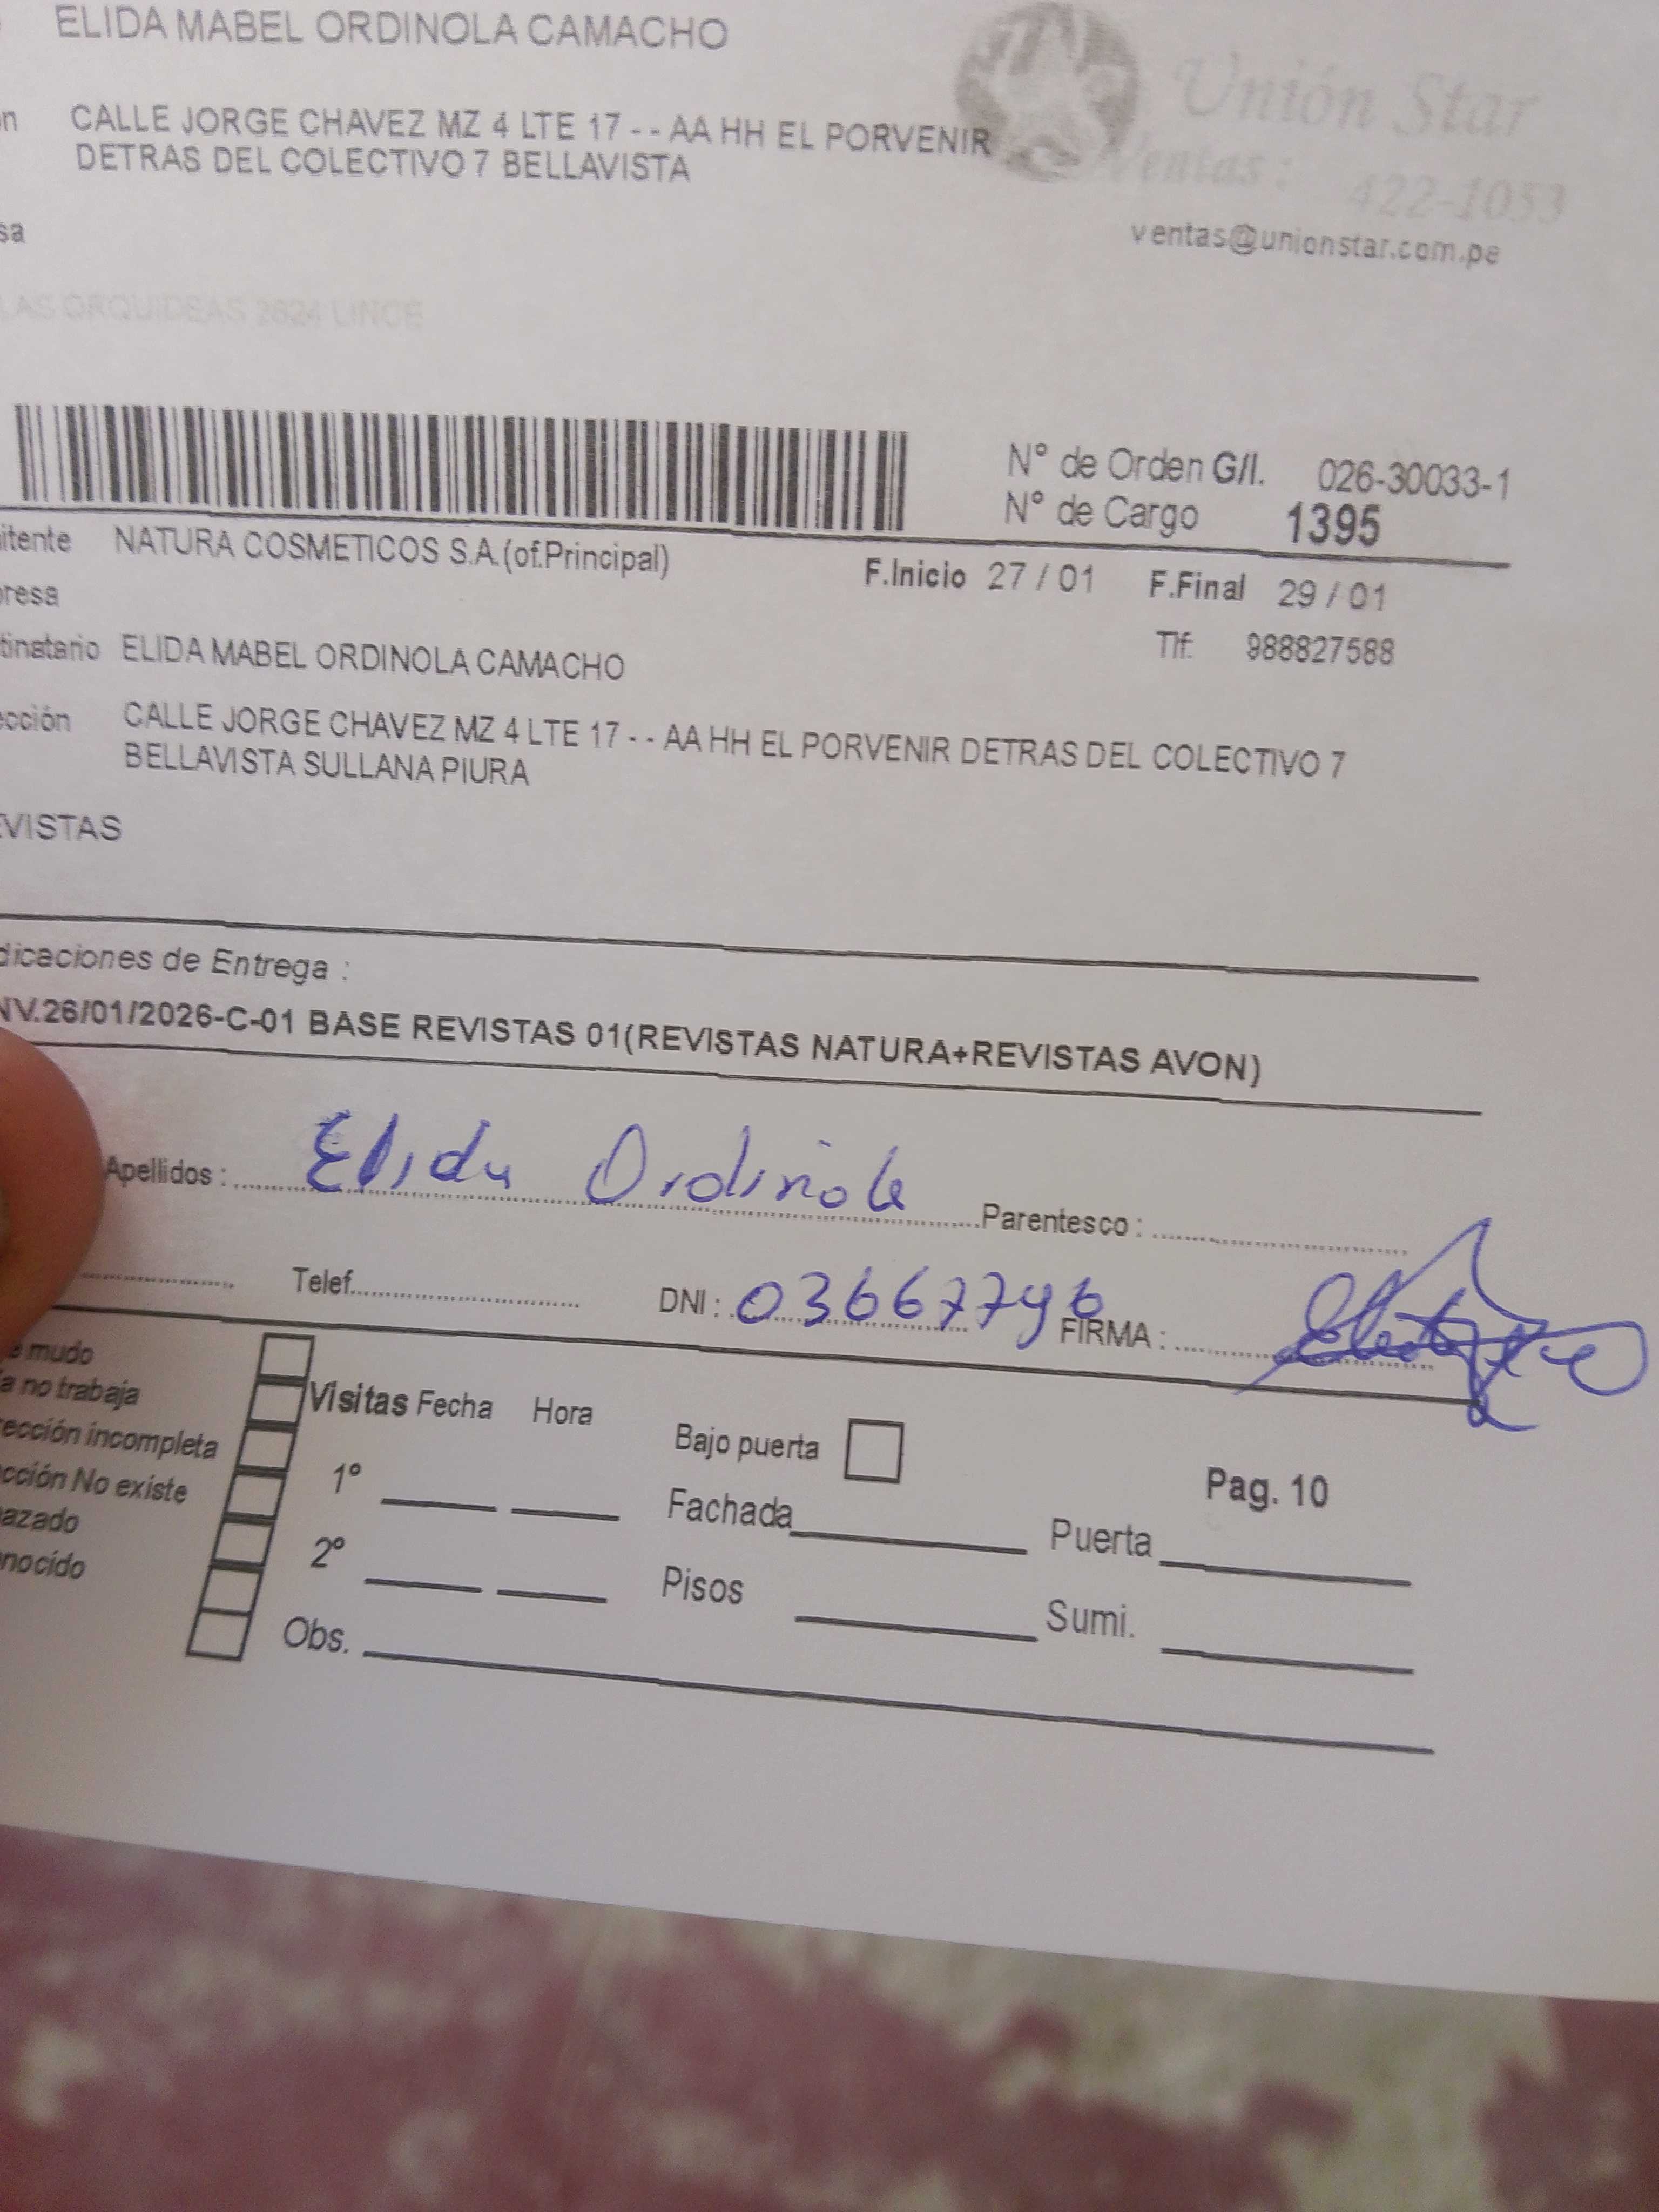 ELIDA MABEL ORDINOLA CAMACHO
Unión Star
CALLE JORGE CHAVEZ MZ 4 LTE 17 - - AA HH EL PORVENIR
DETRAS DEL COLECTIVO 7 BELLAVISTA
Ventas: 422-1053
ventas@unionstar.com.pe
LAS ORQUIDEAS 2624 LINCE
N° de Orden G/l. 026-30033-1
N° de Cargo 1395
itente NATURA COSMETICOS S.A.(of.Principal)
F.Inicio 27 / 01 F.Final 29 / 01
resa
tinatario ELIDA MABEL ORDINOLA CAMACHO
Tlf: 988827588
cción CALLE JORGE CHAVEZ MZ 4 LTE 17 - - AA HH EL PORVENIR DETRAS DEL COLECTIVO 7
BELLAVISTA SULLANA PIURA
EVISTAS
dicaciones de Entrega :
NV.26/01/2026-C-01 BASE REVISTAS 01(REVISTAS NATURA+REVISTAS AVON)
Apellidos : Elida Ordinola Parentesco :
Telef. DNI : 03667796 FIRMA :
e mudo
a no trabaja
ección incompleta
cción No existe
azado
nocido
Visitas Fecha Hora
Bajo puerta
1°
Fachada Puerta
Pag. 10
2°
Pisos Sumi.
Obs.